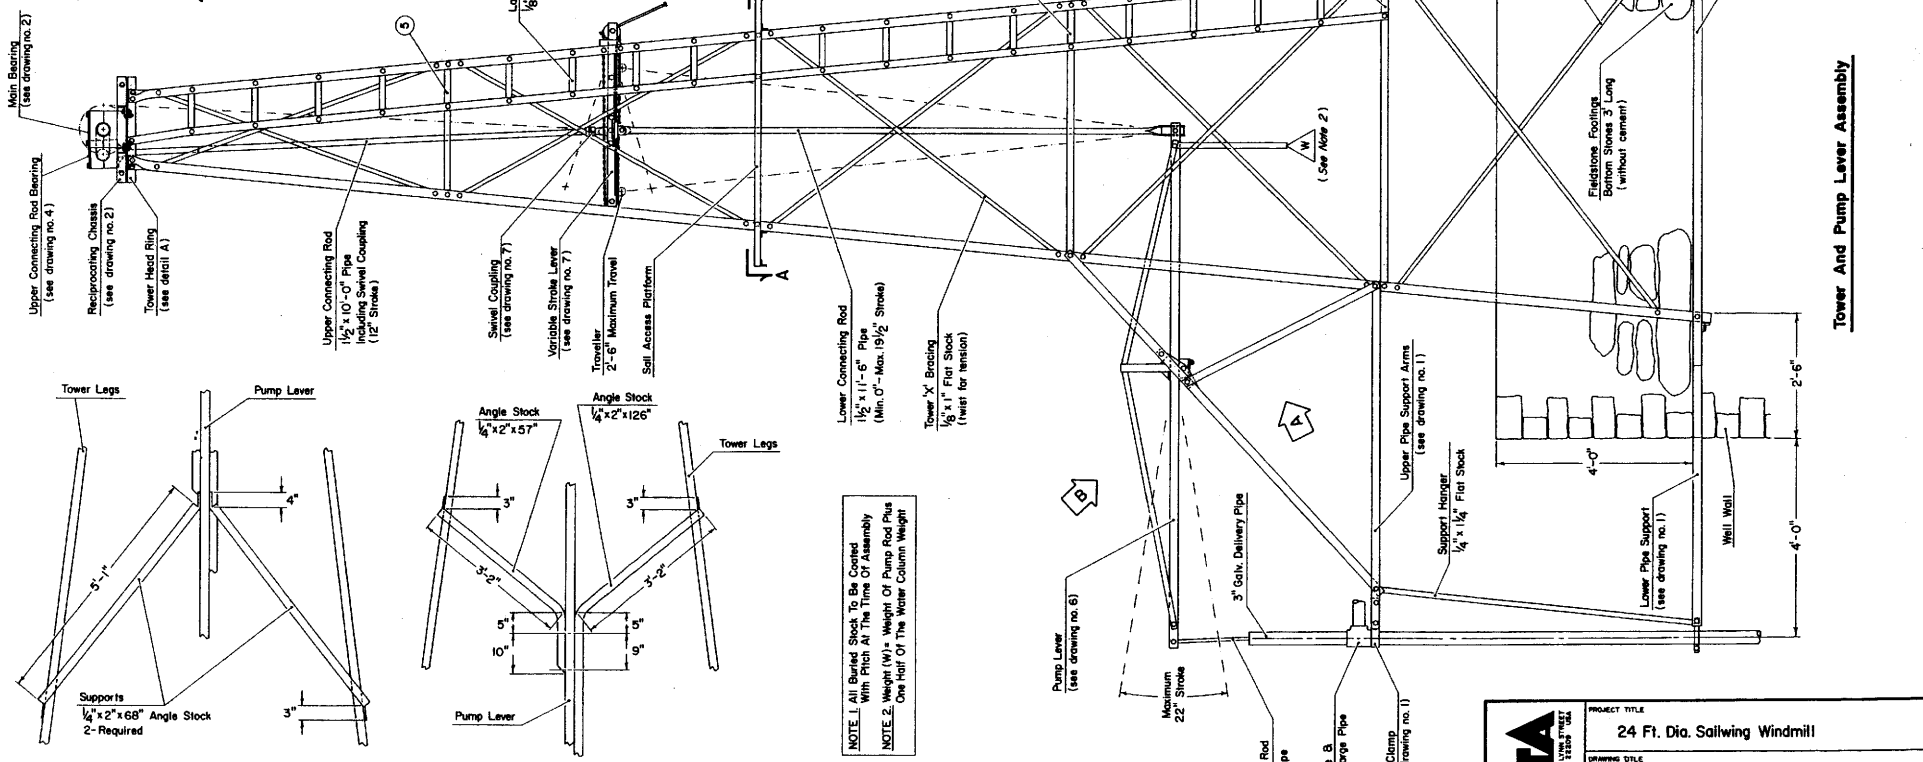 Main Bearing
(see drawing no. 2)
5
Upper Connecting Rod Bearing
(see drawing no. 4)
Reciprocating Chassis
(see drawing no. 2)
Tower Head Ring
(see detail A)
Upper Connecting Rod
1½" x 10'-0" Pipe
Including Swivel Coupling
(12" Stroke)
Swivel Coupling
(see drawing no. 7)
Variable Stroke Lever
(see drawing no. 7)
Traveller
2'-6" Maximum Travel
Sail Access Platform
A
Lower Connecting Rod
1½" x 11'-6" Pipe
(Min. 0"- Max. 19½" Stroke)
Tower 'X' Bracing
⅛" x 1" Flat Stock
(twist for tension)
W
(See Note 2)
Fieldstone Footings
Bottom Stones 3' Long
(without cement)
Tower And Pump Lever Assembly
Tower Legs
Pump Lever
4"
5'-1"
Supports
¼" x 2" x 68" Angle Stock
2- Required
3"
Angle Stock
¼" x 2" x 57"
Angle Stock
¼" x 2" x 126"
Tower Legs
3"
3"
3'-2"
3'-2"
5"
5"
10"
9"
Pump Lever
NOTE 1. All Buried Stock To Be Coated
With Pitch At The Time Of Assembly
NOTE 2. Weight (W)= Weight Of Pump Rod Plus
One Half Of The Water Column Weight
B
A
Pump Lever
(see drawing no. 6)
Maximum
22" Stroke
3" Galv. Delivery Pipe
Upper Pipe Support Arms
(see drawing no. 1)
Support Hanger
¼" x 1¼" Flat Stock
Lower Pipe Support
(see drawing no. 1)
Well Wall
4'-0"
2'-6"
4'-0"
Rod
Clamp
PROJECT TITLE
24 Ft. Dia. Sailwing Windmill
DRAWING TITLE
LYNN STREET
22209 USA